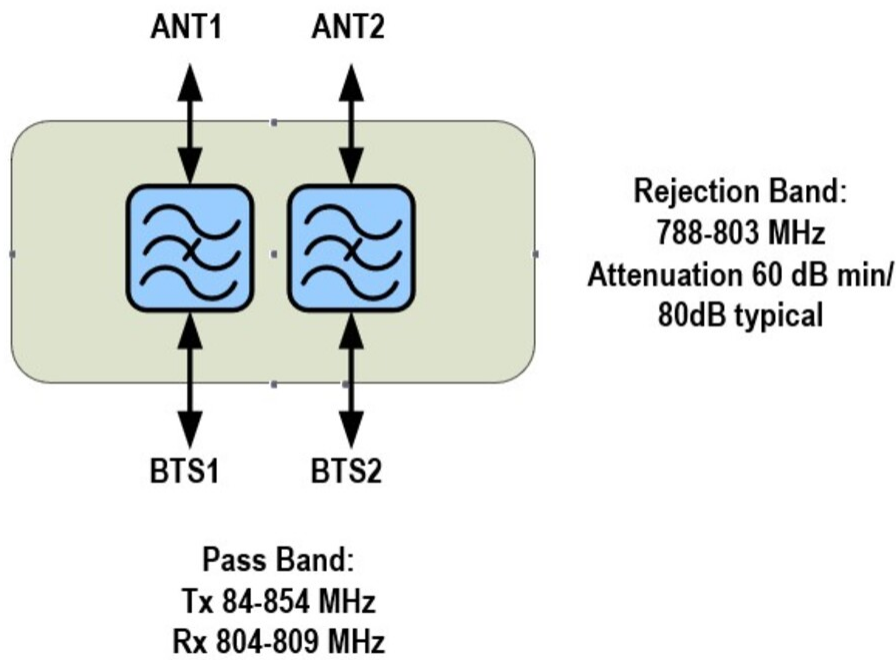 ANT1 ANT2
Rejection Band:
788-803 MHz
Attenuation 60 dB min/
80dB typical
BTS1 BTS2
Pass Band:
Tx 84-854 MHz
Rx 804-809 MHz